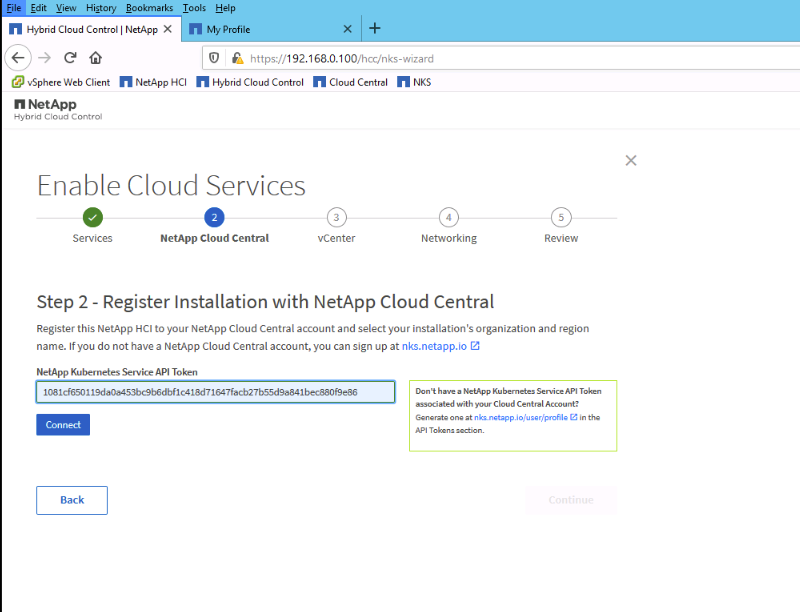 File Edit View History Bookmarks Tools Help
Hybrid Cloud Control | NetApp
My Profile
https://192.168.0.100/hcc/nks-wizard
vSphere Web Client NetApp HCI Hybrid Cloud Control Cloud Central NKS
NetApp
Hybrid Cloud Control
Enable Cloud Services
2 3 4 5
Services NetApp Cloud Central vCenter Networking Review
Step 2 - Register Installation with NetApp Cloud Central
Register this NetApp HCI to your NetApp Cloud Central account and select your installation's organization and region
name. If you do not have a NetApp Cloud Central account, you can sign up at nks.netapp.io
NetApp Kubernetes Service API Token
1081cf650119da0a453bc9b6dbf1c418d71647facb27b55d9a841bec880f9e86
Don't have a NetApp Kubernetes Service API Token
associated with your Cloud Central Account?
Generate one at nks.netapp.io/user/profile in the
API Tokens section.
Connect
Back
Continue